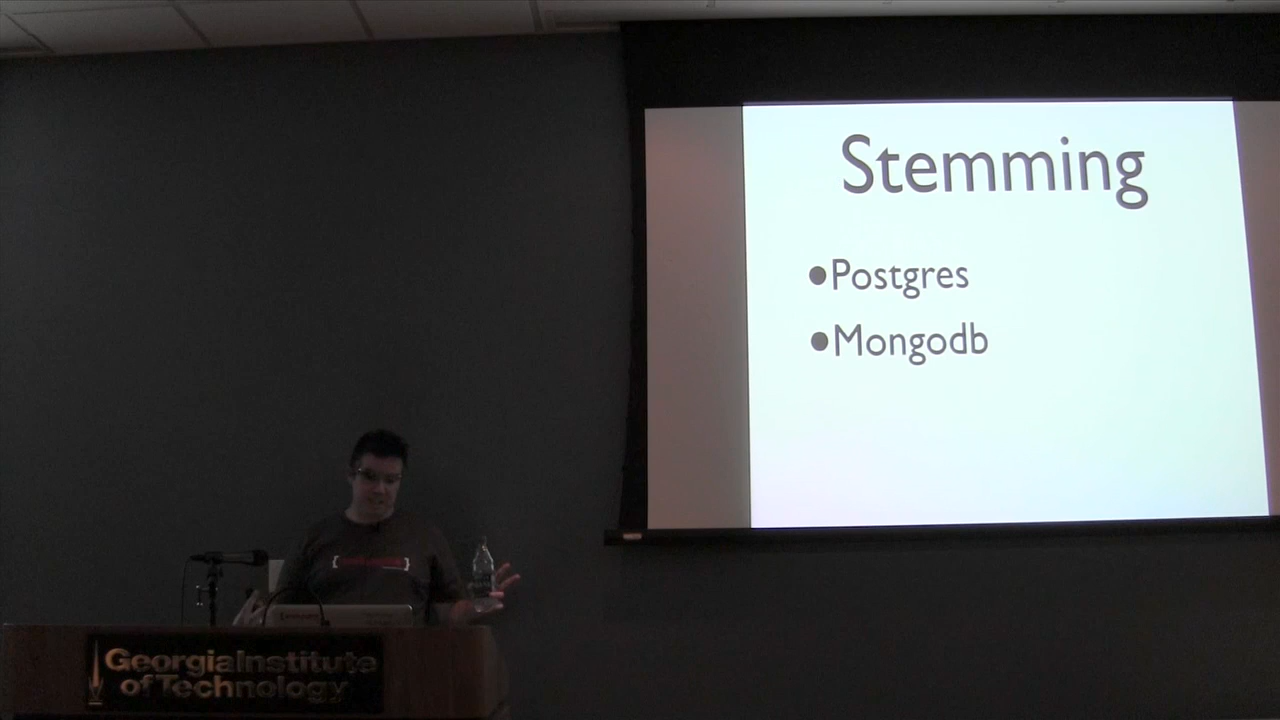 Stemming
•Postgres
•Mongodb
GeorgiaInstitute
of Technology